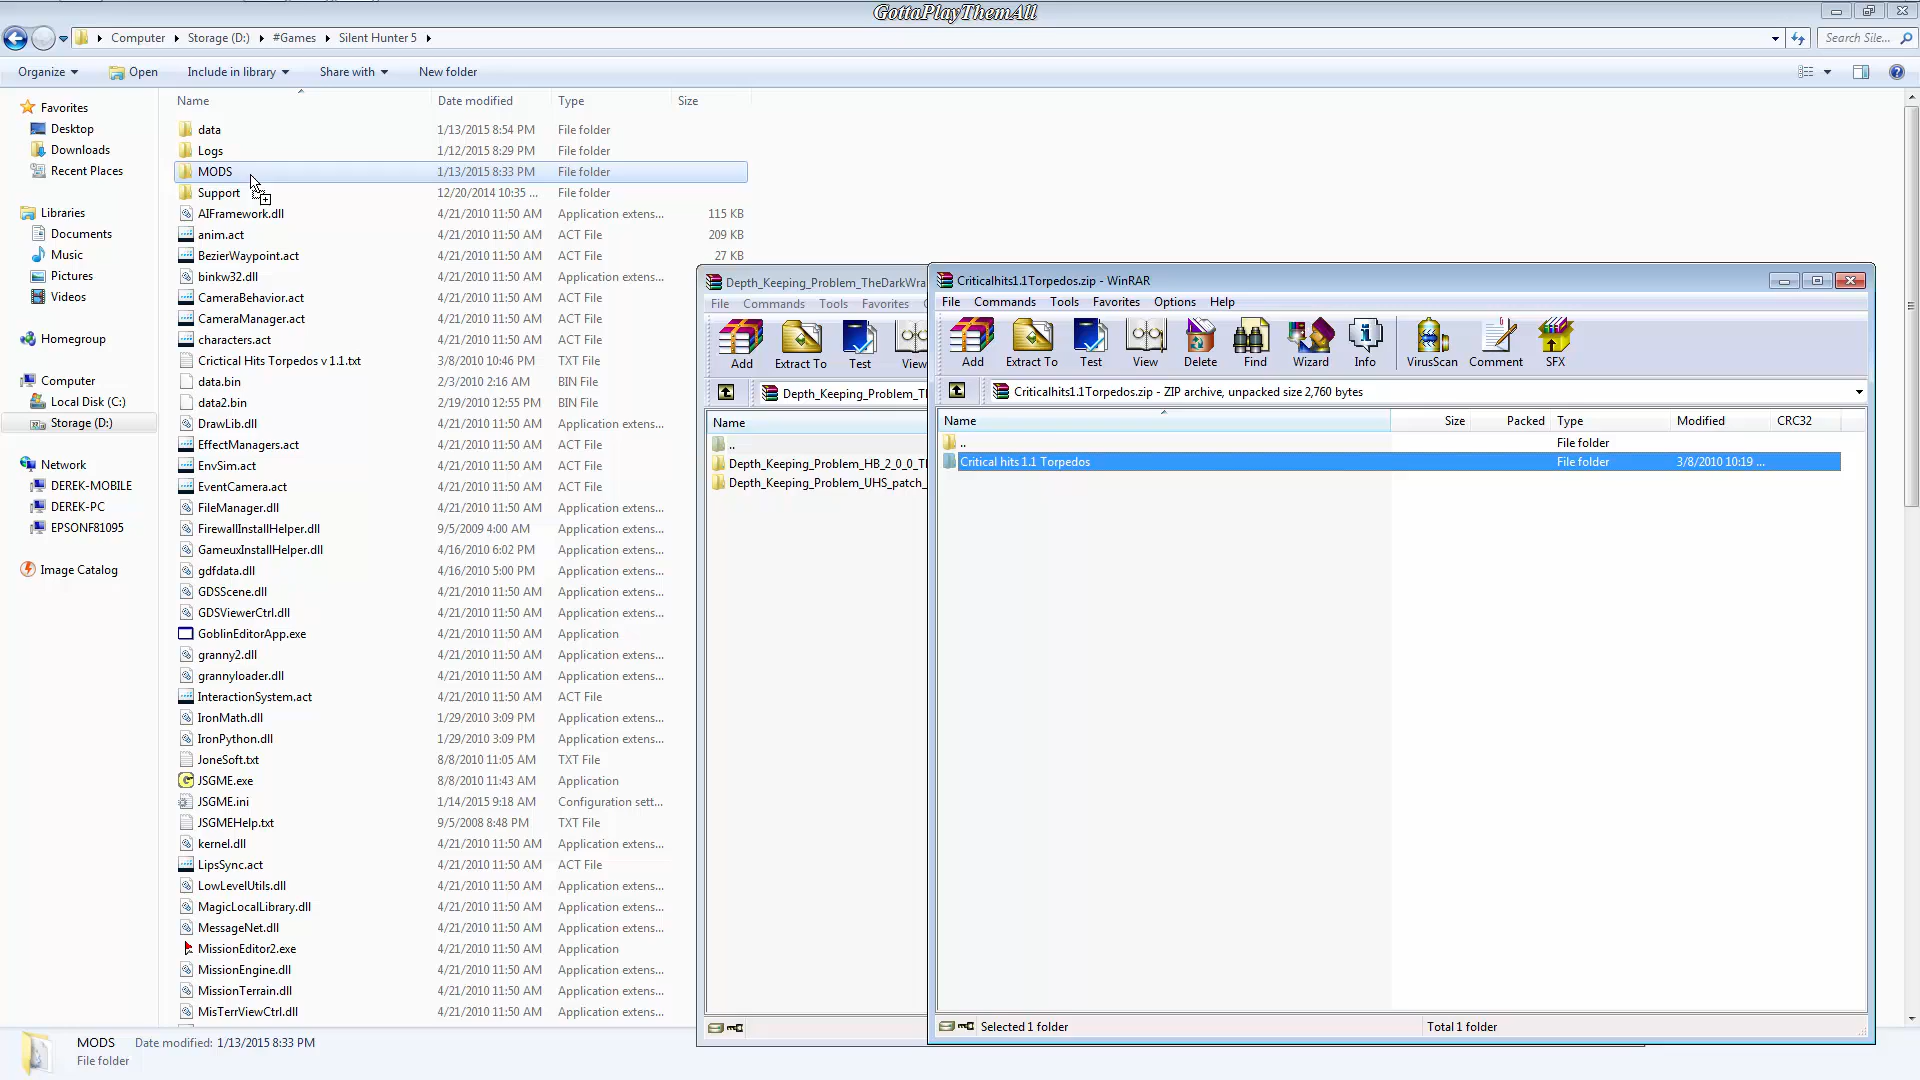 GottaPlayThemAll
Computer Storage (D:) #Games Silent Hunter 5
Search Sile...
Organize Open Include in library Share with New folder
Name Date modified Type Size
Favorites
Desktop
Downloads
Recent Places
Libraries
Documents
Music
Pictures
Videos
Homegroup
Computer
Local Disk (C:)
Storage (D:)
Network
DEREK-MOBILE
DEREK-PC
EPSONF81095
Image Catalog
data 1/13/2015 8:54 PM File folder
Logs 1/12/2015 8:29 PM File folder
MODS 1/13/2015 8:33 PM File folder
Support 12/20/2014 10:35 ... File folder
AIFramework.dll 4/21/2010 11:50 AM Application extens... 115 KB
anim.act 4/21/2010 11:50 AM ACT File 209 KB
BezierWaypoint.act 4/21/2010 11:50 AM ACT File 27 KB
binkw32.dll 4/21/2010 11:50 AM Application extens...
CameraBehavior.act 4/21/2010 11:50 AM ACT File
CameraManager.act 4/21/2010 11:50 AM ACT File
characters.act 4/21/2010 11:50 AM ACT File
Crictical Hits Torpedos v 1.1.txt 3/8/2010 10:46 PM TXT File
data.bin 2/3/2010 2:16 AM BIN File
data2.bin 2/19/2010 12:55 PM BIN File
DrawLib.dll 4/21/2010 11:50 AM Application extens...
EffectManagers.act 4/21/2010 11:50 AM ACT File
EnvSim.act 4/21/2010 11:50 AM ACT File
EventCamera.act 4/21/2010 11:50 AM ACT File
FileManager.dll 4/21/2010 11:50 AM Application extens...
FirewallInstallHelper.dll 9/5/2009 4:00 AM Application extens...
GameuxInstallHelper.dll 4/16/2010 6:02 PM Application extens...
gdfdata.dll 4/16/2010 5:00 PM Application extens...
GDSScene.dll 4/21/2010 11:50 AM Application extens...
GDSViewerCtrl.dll 4/21/2010 11:50 AM Application extens...
GoblinEditorApp.exe 4/21/2010 11:50 AM Application
granny2.dll 4/21/2010 11:50 AM Application extens...
grannyloader.dll 4/21/2010 11:50 AM Application extens...
InteractionSystem.act 4/21/2010 11:50 AM ACT File
IronMath.dll 1/29/2010 3:09 PM Application extens...
IronPython.dll 1/29/2010 3:09 PM Application extens...
JoneSoft.txt 8/8/2010 11:05 AM TXT File
JSGME.exe 8/8/2010 11:43 AM Application
JSGME.ini 1/14/2015 9:18 AM Configuration sett...
JSGMEHelp.txt 9/5/2008 8:48 PM TXT File
kernel.dll 4/21/2010 11:50 AM Application extens...
LipsSync.act 4/21/2010 11:50 AM ACT File
LowLevelUtils.dll 4/21/2010 11:50 AM Application extens...
MagicLocalLibrary.dll 4/21/2010 11:50 AM Application extens...
MessageNet.dll 4/21/2010 11:50 AM Application extens...
MissionEditor2.exe 4/21/2010 11:50 AM Application
MissionEngine.dll 4/21/2010 11:50 AM Application extens...
MissionTerrain.dll 4/21/2010 11:50 AM Application extens...
MisTerrViewCtrl.dll 4/21/2010 11:50 AM Application extens...
Depth_Keeping_Problem_TheDarkWra
File Commands Tools Favorites
Add Extract To Test View
Depth_Keeping_Problem_T
Name
..
Depth_Keeping_Problem_HB_2_0_0_T
Depth_Keeping_Problem_UHS_patch_
Criticalhits1.1Torpedos.zip - WinRAR
File Commands Tools Favorites Options Help
Add Extract To Test View Delete Find Wizard Info VirusScan Comment SFX
Criticalhits1.1Torpedos.zip - ZIP archive, unpacked size 2,760 bytes
Name Size Packed Type Modified CRC32
.. File folder
Critical hits 1.1 Torpedos File folder 3/8/2010 10:19 ...
Selected 1 folder Total 1 folder
MODS Date modified: 1/13/2015 8:33 PM
File folder